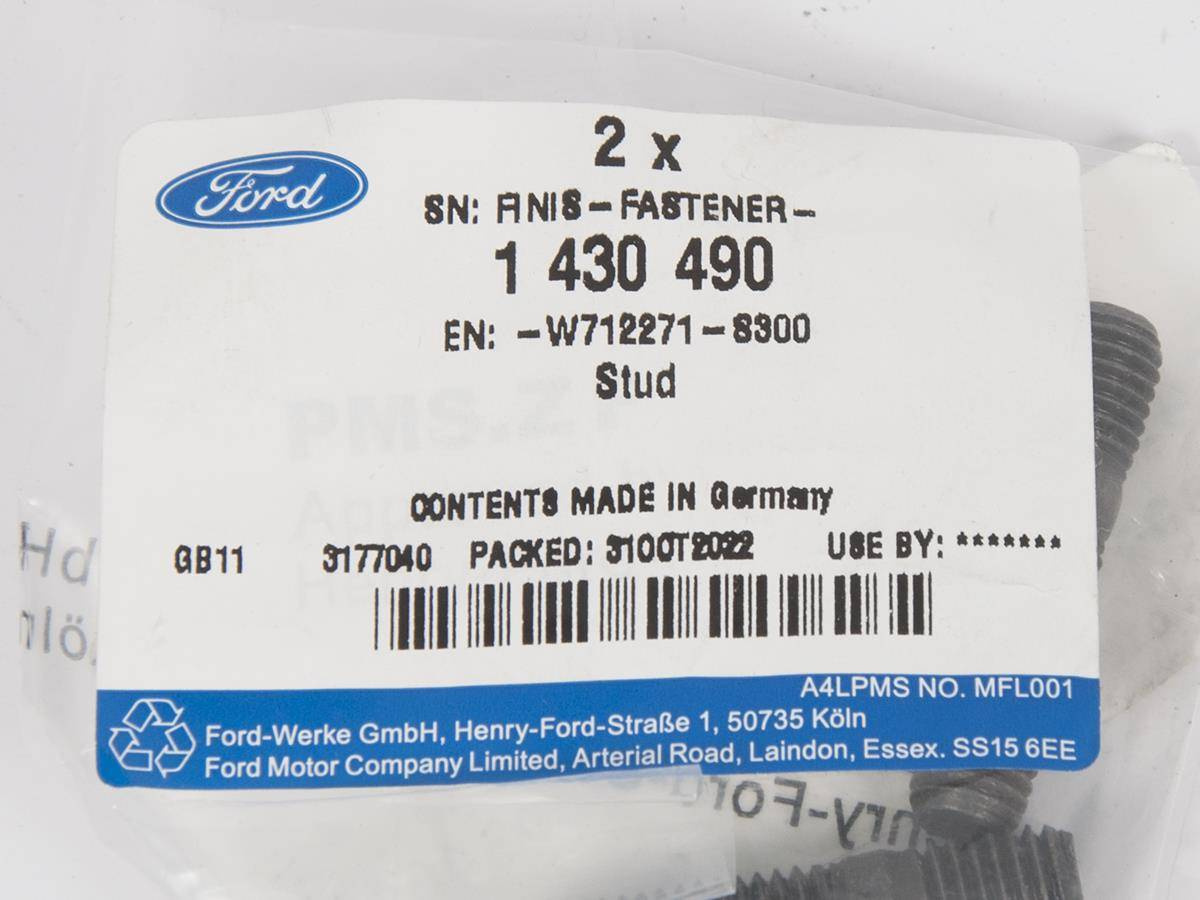 Ford
2 x
SN: FINIS-FASTENER-
1 430 490
EN: -W712271-S300
Stud
PMS.Z
CONTENTS MADE IN Germany
GB11 3177040 PACKED: 31OCT2022 USE BY: *******
A4LPMS NO. MFL001
Ford-Werke GmbH, Henry-Ford-Straße 1, 50735 Köln
Ford Motor Company Limited, Arterial Road, Laindon, Essex. SS15 6EE